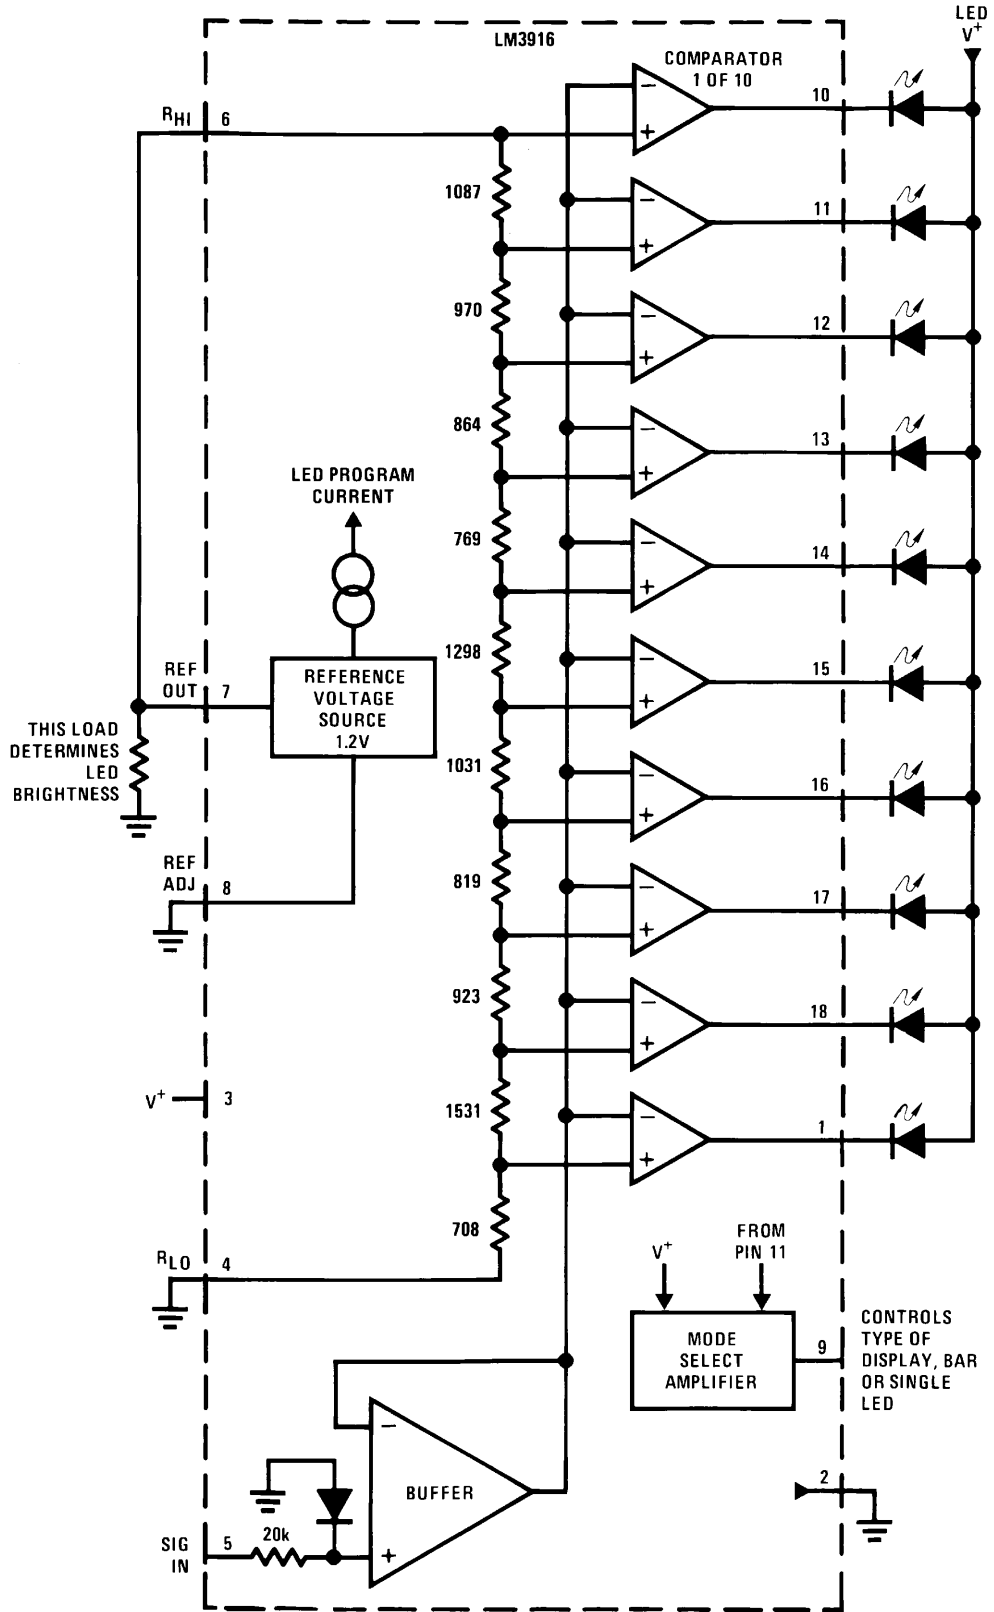 LED
V+
LM3916
COMPARATOR
1 OF 10
10
RHI
6
−
+
1087
11
−
+
970
12
−
+
864
13
−
+
LED PROGRAM
CURRENT
769
14
−
+
1298
15
−
+
REF
OUT
7
REFERENCE
VOLTAGE
SOURCE
1.2V
THIS LOAD
DETERMINES
LED
BRIGHTNESS
1031
16
−
+
REF
ADJ
8
819
17
−
+
923
18
−
+
V+
3
1531
1
−
+
708
RLO
4
V+
FROM
PIN 11
MODE
SELECT
AMPLIFIER
9
CONTROLS
TYPE OF
DISPLAY, BAR
OR SINGLE
LED
−
BUFFER
+
2
SIG
IN
5
20k